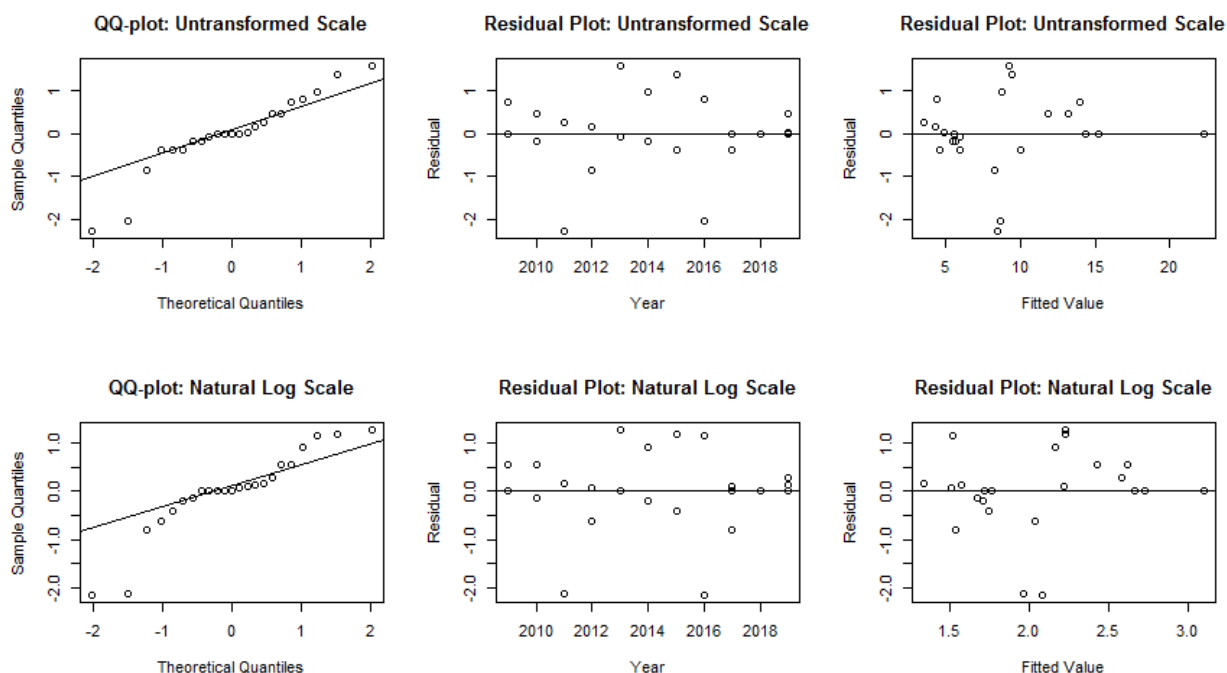 QQ-plot: Untransformed Scale
Sample Quantiles
1
0
-1
-2
-2 -1 0 1 2
Theoretical Quantiles
Residual Plot: Untransformed Scale
Residual
1
0
-1
-2
2010 2012 2014 2016 2018
Year
Residual Plot: Untransformed Scale
Residual
1
0
-1
-2
5 10 15 20
Fitted Value
QQ-plot: Natural Log Scale
Sample Quantiles
1.0
0.0
-1.0
-2.0
-2 -1 0 1 2
Theoretical Quantiles
Residual Plot: Natural Log Scale
Residual
1.0
0.0
-1.0
-2.0
2010 2012 2014 2016 2018
Year
Residual Plot: Natural Log Scale
Residual
1.0
0.0
-1.0
-2.0
1.5 2.0 2.5 3.0
Fitted Value